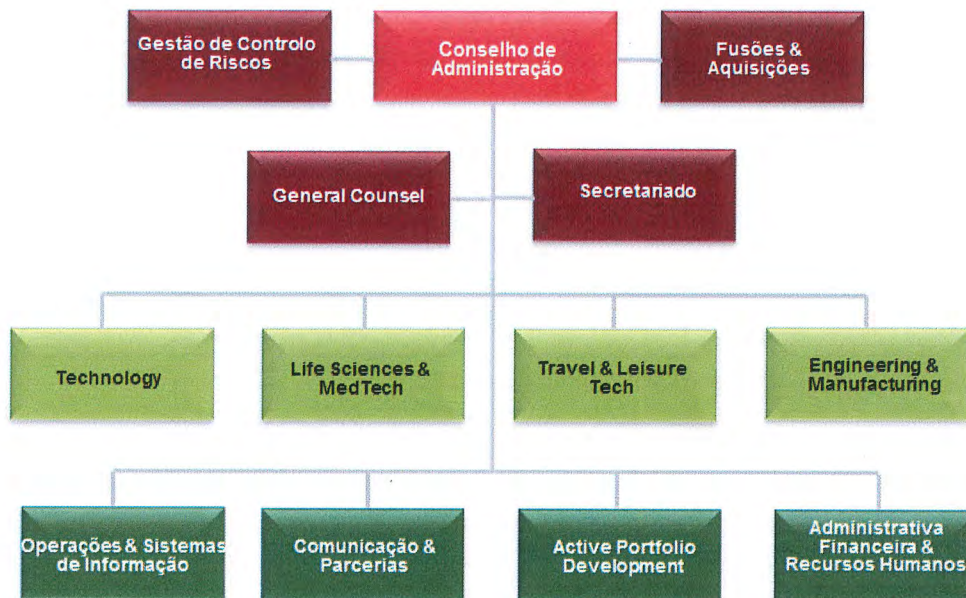 Gestão de Controlo
de Riscos
Conselho de
Administração
Fusões &
Aquisições
General Counsel
Secretariado
Technology
Life Sciences &
MedTech
Travel & Leisure
Tech
Engineering &
Manufacturing
Operações & Sistemas
de Informação
Comunicação &
Parcerias
Active Portfolio
Development
Administrativa
Financeira &
Recursos Humanos